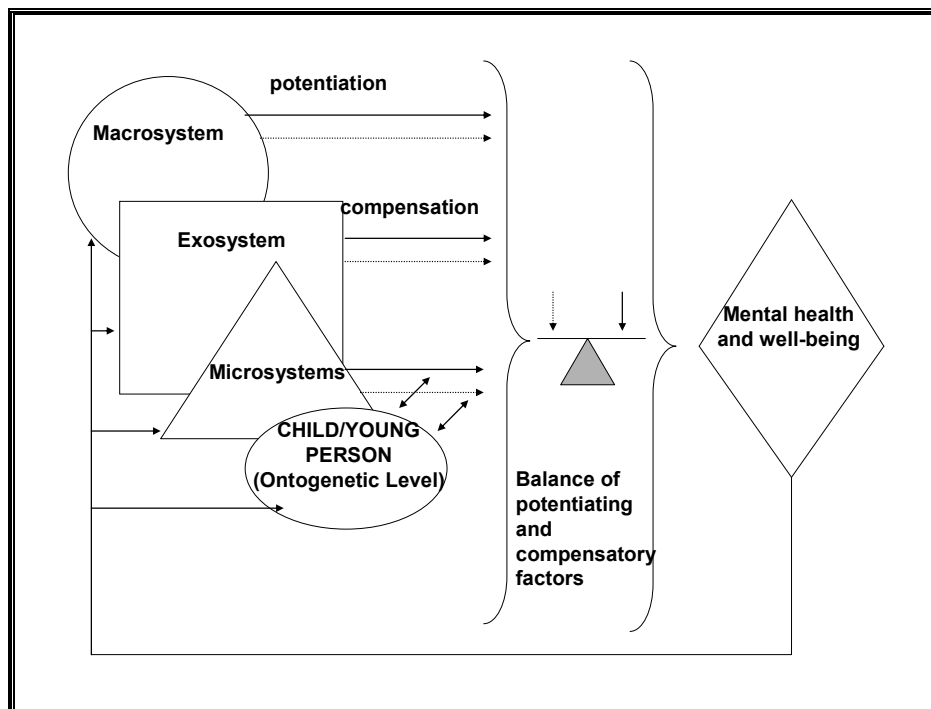 potentiation
Macrosystem
compensation
Exosystem
Mental health
and well-being
Microsystems
CHILD/YOUNG
PERSON
(Ontogenetic Level)
Balance of
potentiating
and
compensatory
factors